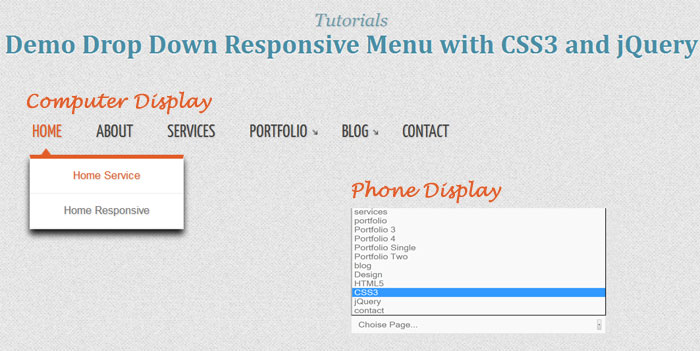 Tutorials
Demo Drop Down Responsive Menu with CSS3 and jQuery
Computer Display
HOME ABOUT SERVICES PORTFOLIO BLOG CONTACT
Home Service
Home Responsive
Phone Display
services
portfolio
Portfolio 3
Portfolio 4
Portfolio Single
Portfolio Two
blog
Design
HTML5
CSS3
jQuery
contact
Choise Page...